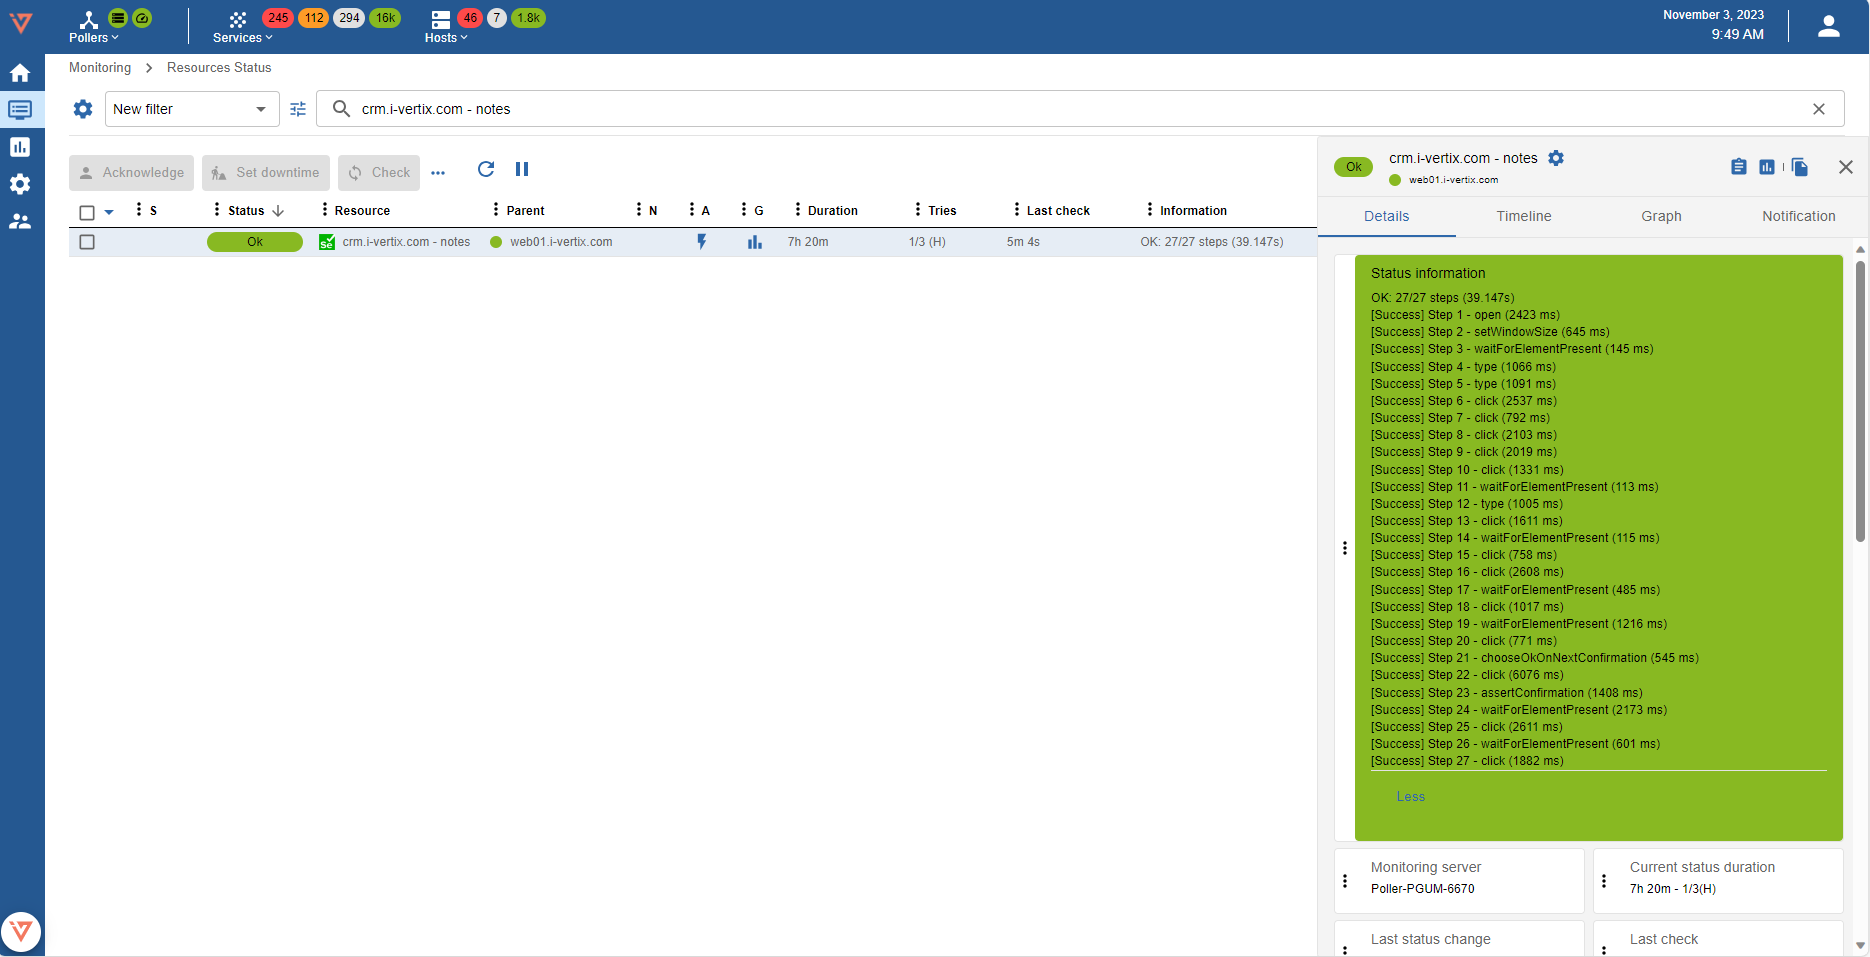 Pollers
Services
245 112 294 16k
Hosts
46 7 1.8k
November 3, 2023
9:49 AM
Monitoring > Resources Status
New filter
crm.i-vertix.com - notes
Acknowledge
Set downtime
Check
S Status Resource Parent N A G Duration Tries Last check Information
Ok crm.i-vertix.com - notes web01.i-vertix.com 7h 20m 1/3 (H) 5m 4s OK: 27/27 steps (39.147s)
Ok
crm.i-vertix.com - notes
web01.i-vertix.com
Details Timeline Graph Notification
Status information
OK: 27/27 steps (39.147s)
[Success] Step 1 - open (2423 ms)
[Success] Step 2 - setWindowSize (645 ms)
[Success] Step 3 - waitForElementPresent (145 ms)
[Success] Step 4 - type (1066 ms)
[Success] Step 5 - type (1091 ms)
[Success] Step 6 - click (2537 ms)
[Success] Step 7 - click (792 ms)
[Success] Step 8 - click (2103 ms)
[Success] Step 9 - click (2019 ms)
[Success] Step 10 - click (1331 ms)
[Success] Step 11 - waitForElementPresent (113 ms)
[Success] Step 12 - type (1005 ms)
[Success] Step 13 - click (1611 ms)
[Success] Step 14 - waitForElementPresent (115 ms)
[Success] Step 15 - click (758 ms)
[Success] Step 16 - click (2608 ms)
[Success] Step 17 - waitForElementPresent (485 ms)
[Success] Step 18 - click (1017 ms)
[Success] Step 19 - waitForElementPresent (1216 ms)
[Success] Step 20 - click (771 ms)
[Success] Step 21 - chooseOkOnNextConfirmation (545 ms)
[Success] Step 22 - click (6076 ms)
[Success] Step 23 - assertConfirmation (1408 ms)
[Success] Step 24 - waitForElementPresent (2173 ms)
[Success] Step 25 - click (2611 ms)
[Success] Step 26 - waitForElementPresent (601 ms)
[Success] Step 27 - click (1882 ms)
Less
Monitoring server
Poller-PGUM-6670
Current status duration
7h 20m - 1/3(H)
Last status change
Last check